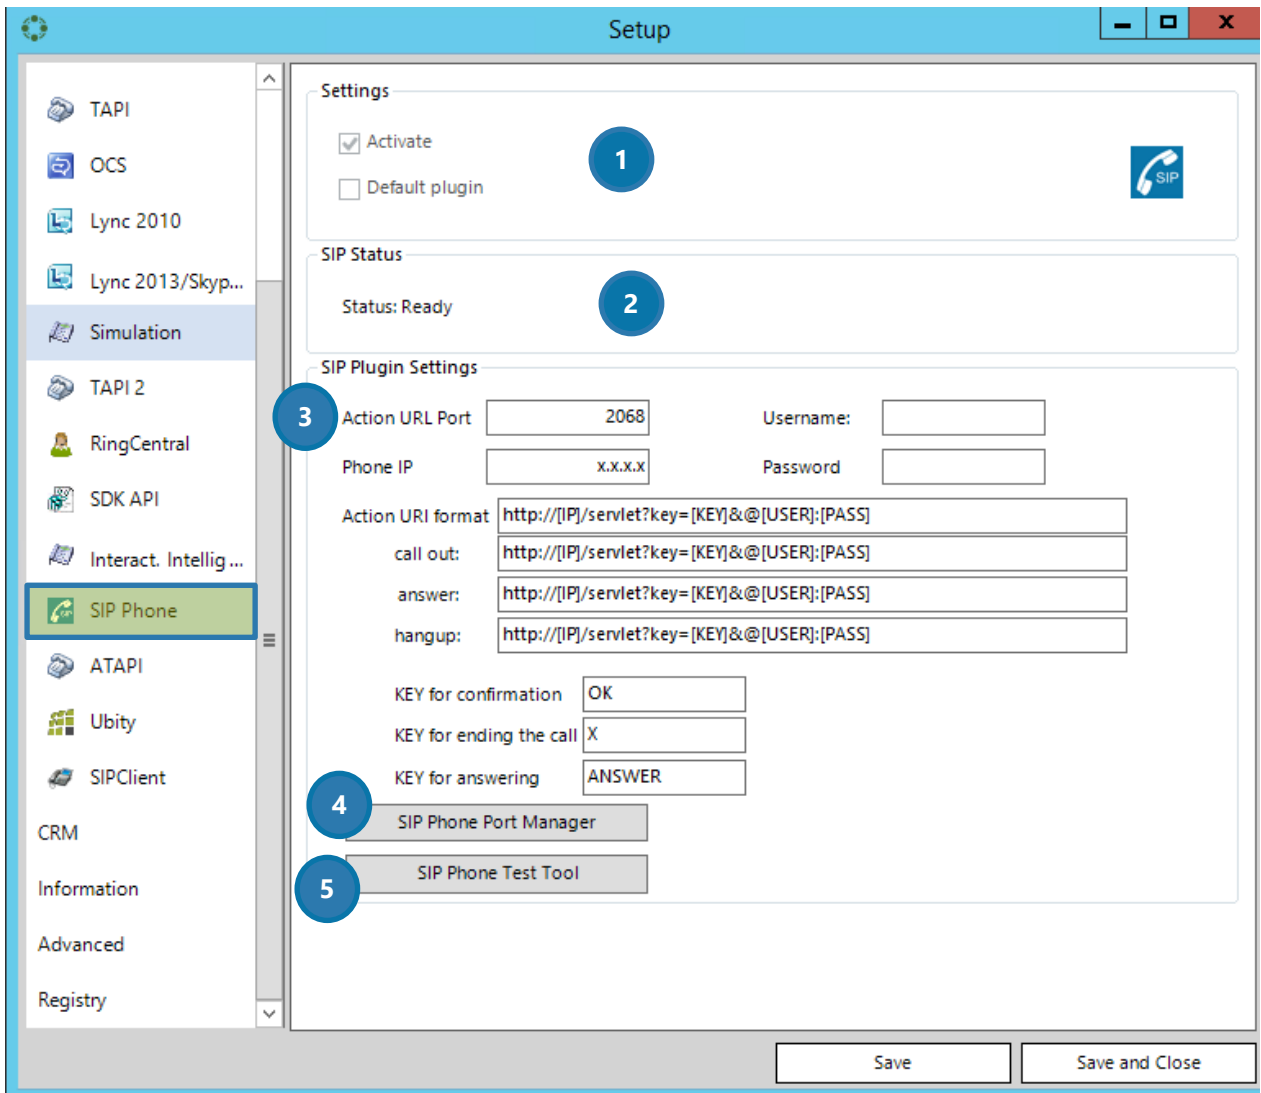 Setup
TAPI
OCS
Lync 2010
Lync 2013/Skyp...
Simulation
TAPI 2
RingCentral
SDK API
Interact. Intellig ...
SIP Phone
ATAPI
Ubity
SIPClient
CRM
Information
Advanced
Registry
Settings
Activate
1
Default plugin
SIP
SIP Status
Status: Ready
2
SIP Plugin Settings
3
Action URL Port 2068 Username:
Phone IP x.x.x.x Password
Action URI format http://[IP]/servlet?key=[KEY]&@[USER]:[PASS]
call out: http://[IP]/servlet?key=[KEY]&@[USER]:[PASS]
answer: http://[IP]/servlet?key=[KEY]&@[USER]:[PASS]
hangup: http://[IP]/servlet?key=[KEY]&@[USER]:[PASS]
KEY for confirmation OK
KEY for ending the call X
KEY for answering ANSWER
4
SIP Phone Port Manager
5
SIP Phone Test Tool
Save
Save and Close